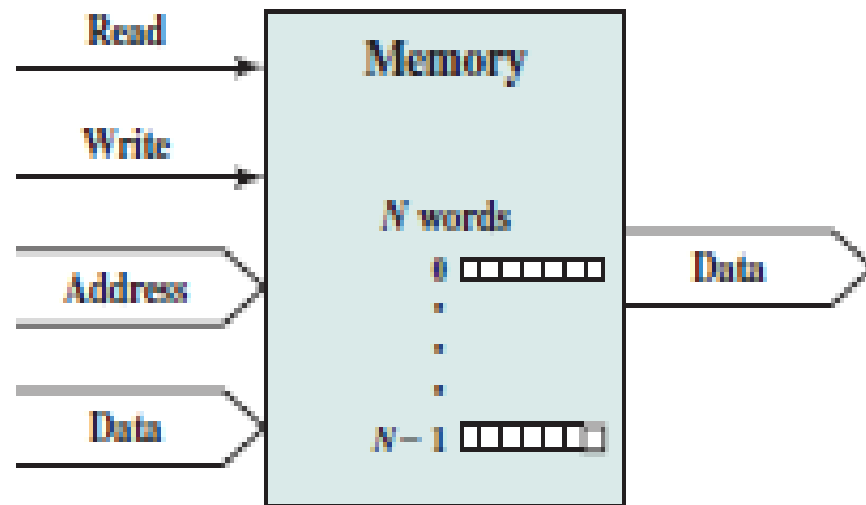 Read
Memory
Write
N words
Address
0
Data
.
.
.
Data
N − 1